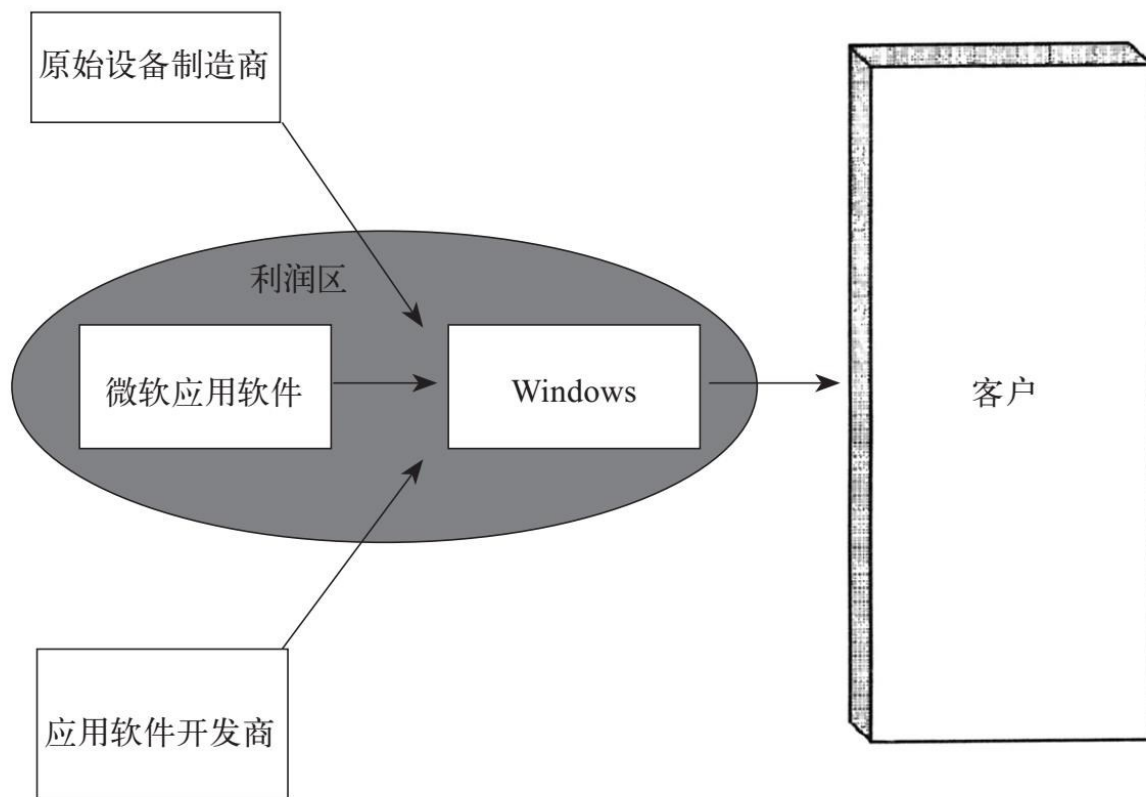 原始设备制造商
利润区
微软应用软件
Windows
客户
应用软件开发商